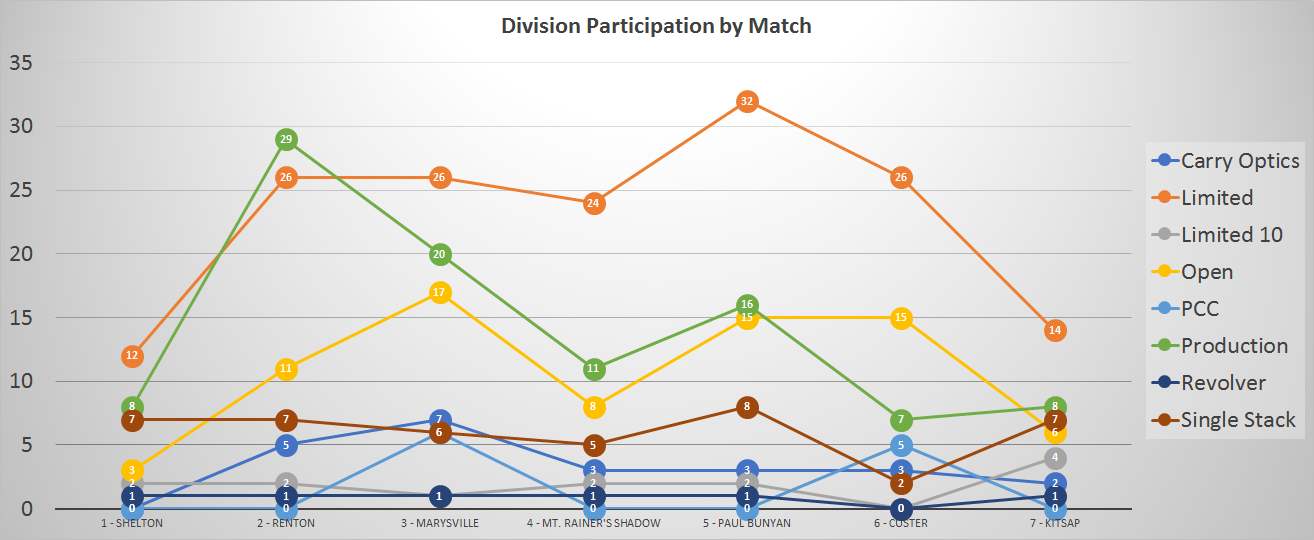 Division Participation by Match
35
30
25
20
15
10
5
0
32
29
26 26 26
24
20
17
16
15 15
14
12
11 11
8 8 8 8
7 7 7 7 7
6 6
5 5 5
4
3 3 3 3
2 2 2 2 2 2
1 1 1 1 1 1
0 0 0 0 0 0
1 - SHELTON 2 - RENTON 3 - MARYSVILLE 4 - MT. RAINER'S SHADOW 5 - PAUL BUNYAN 6 - CUSTER 7 - KITSAP
Carry Optics
Limited
Limited 10
Open
PCC
Production
Revolver
Single Stack